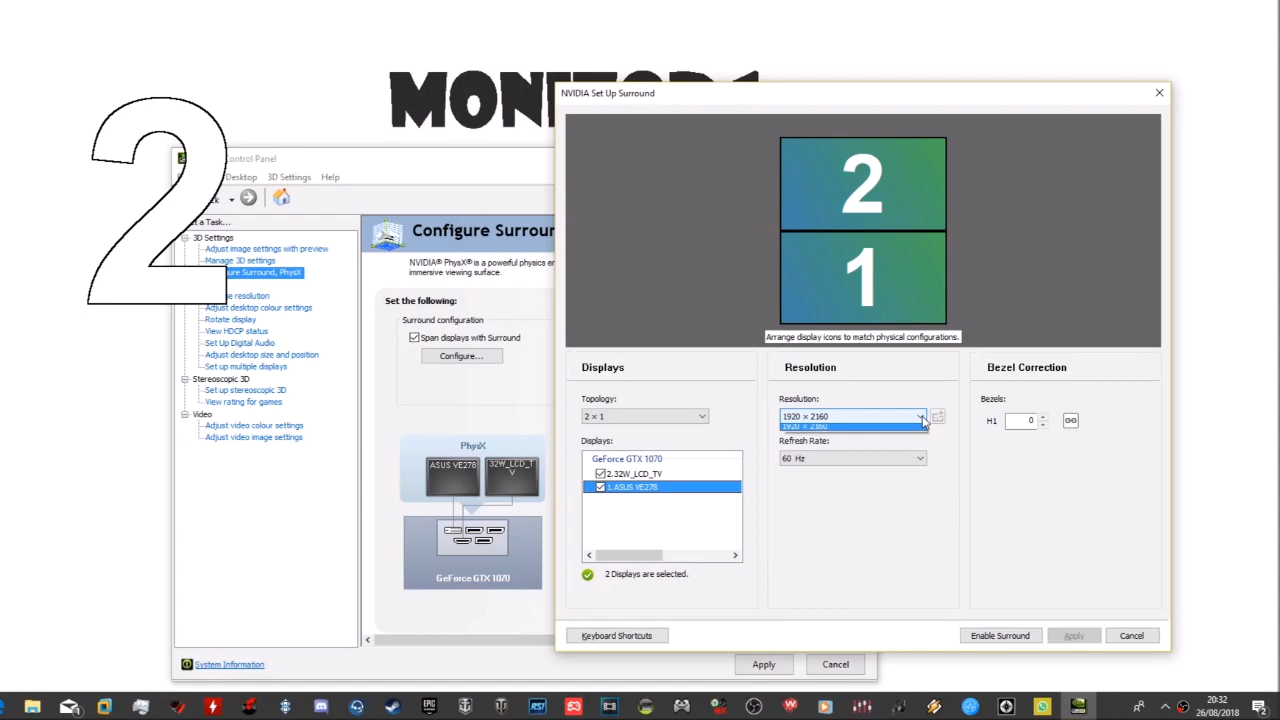 2
NVIDIA Set Up Surround
2
1
Arrange display icons to match physical configurations.
Control Panel
Desktop 3D Settings Help
Task...
3D Settings
Adjust image settings with preview
Manage 3D settings
Surround, PhysX
resolution
Adjust desktop colour settings
Rotate display
View HDCP status
Set Up Digital Audio
Adjust desktop size and position
Set up multiple displays
Stereoscopic 3D
Set up stereoscopic 3D
View rating for games
Video
Adjust video colour settings
Adjust video image settings
System Information
Configure
NVIDIA® PhysX® is a powerful physics
immersive viewing surface.
Set the following:
Surround configuration
Span displays with Surround
Configure...
PhysX
ASUS VE278
32W_LCD_T
V
GeForce GTX 1070
Apply
Cancel
Displays
Topology:
2 × 1
Displays:
GeForce GTX 1070
2.32W_LCD_TV
1.ASUS VE278
2 Displays are selected.
Resolution
Resolution:
1920 × 2160
1920 × 2160
Refresh Rate:
60 Hz
Bezel Correction
Bezels:
H1 0
Keyboard Shortcuts
Enable Surround
Apply
Cancel
EPIC
RSI
20:32
26/08/2018